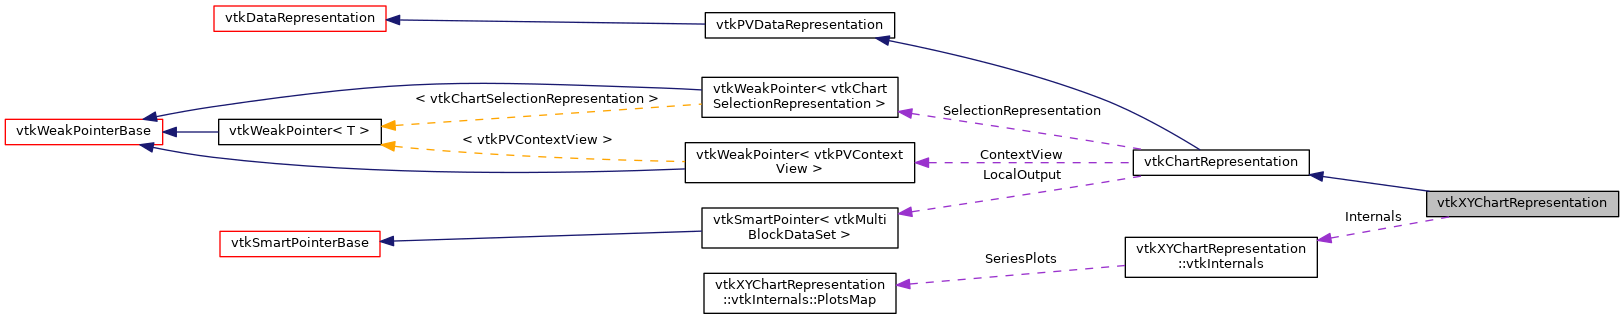 vtkDataRepresentation
vtkPVDataRepresentation
vtkWeakPointer< vtkChart
SelectionRepresentation >
< vtkChartSelectionRepresentation >
SelectionRepresentation
vtkWeakPointerBase
vtkWeakPointer< T >
< vtkPVContextView >
vtkWeakPointer< vtkPVContext
View >
ContextView
vtkChartRepresentation
LocalOutput
vtkXYChartRepresentation
vtkSmartPointer< vtkMulti
BlockDataSet >
Internals
vtkSmartPointerBase
vtkXYChartRepresentation
::vtkInternals
SeriesPlots
vtkXYChartRepresentation
::vtkInternals::PlotsMap